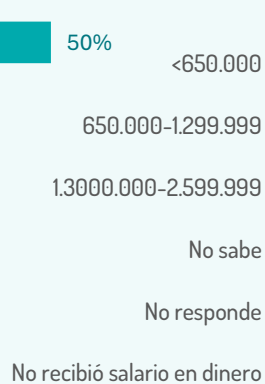 50%
<650.000
650.000-1.299.999
1.3000.000-2.599.999
No sabe
No responde
No recibió salario en dinero